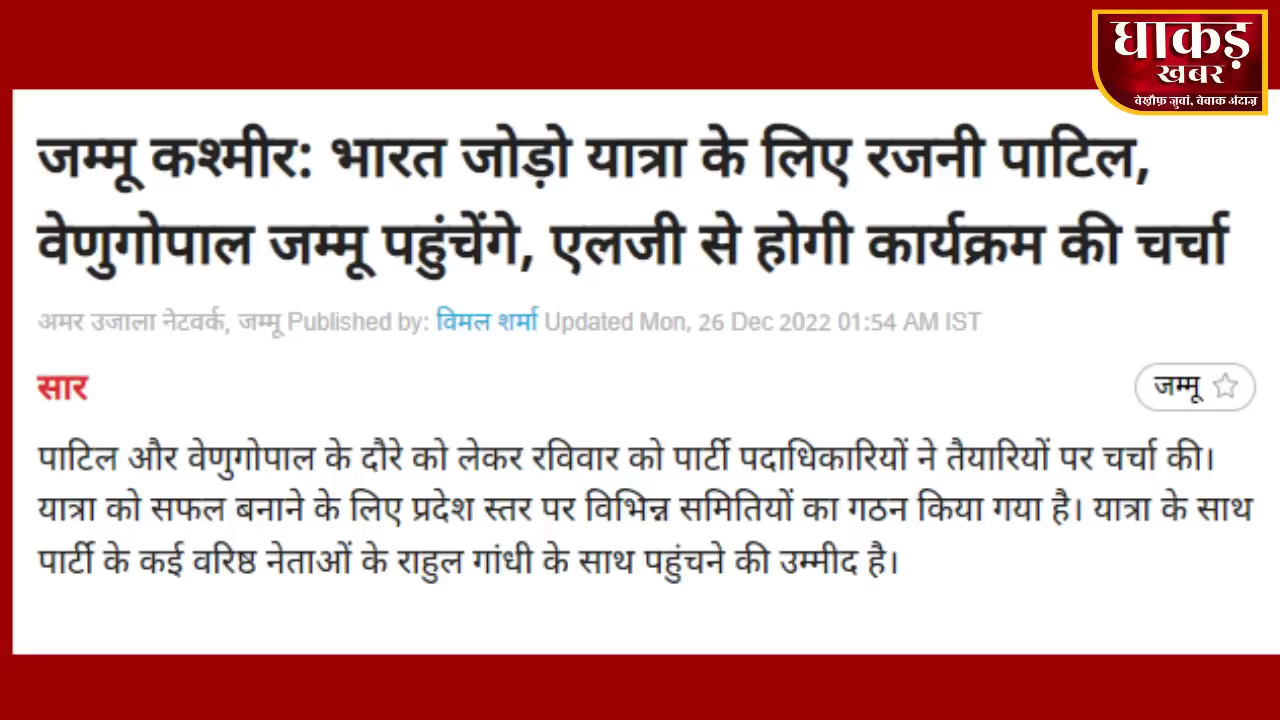 धाकड़
खबर
बेख़ौफ़ जुबां, बेबाक अंदाज़
जम्मू कश्मीर: भारत जोड़ो यात्रा के लिए रजनी पाटिल,
वेणुगोपाल जम्मू पहुंचेंगे, एलजी से होगी कार्यक्रम की चर्चा
अमर उजाला नेटवर्क, जम्मू Published by: विमल शर्मा Updated Mon, 26 Dec 2022 01:54 AM IST
सार
जम्मू
पाटिल और वेणुगोपाल के दौरे को लेकर रविवार को पार्टी पदाधिकारियों ने तैयारियों पर चर्चा की।
यात्रा को सफल बनाने के लिए प्रदेश स्तर पर विभिन्न समितियों का गठन किया गया है। यात्रा के साथ
पार्टी के कई वरिष्ठ नेताओं के राहुल गांधी के साथ पहुंचने की उम्मीद है।